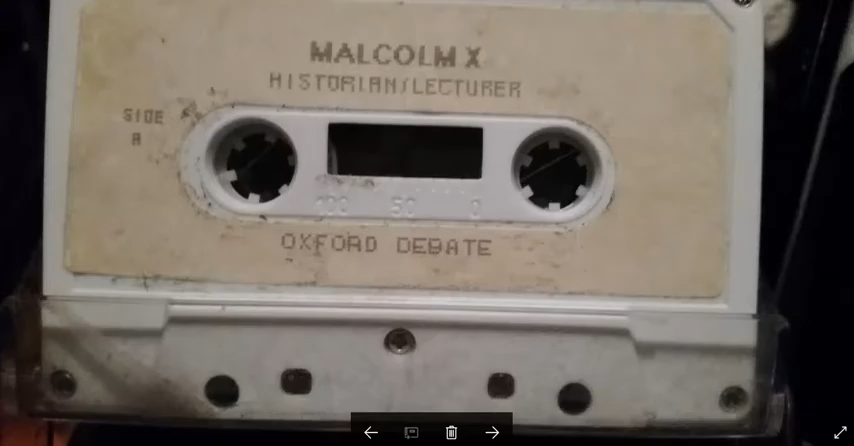 MALCOLM X
HISTORIAN/LECTURER
SIDE
A
100 50 0
OXFORD DEBATE